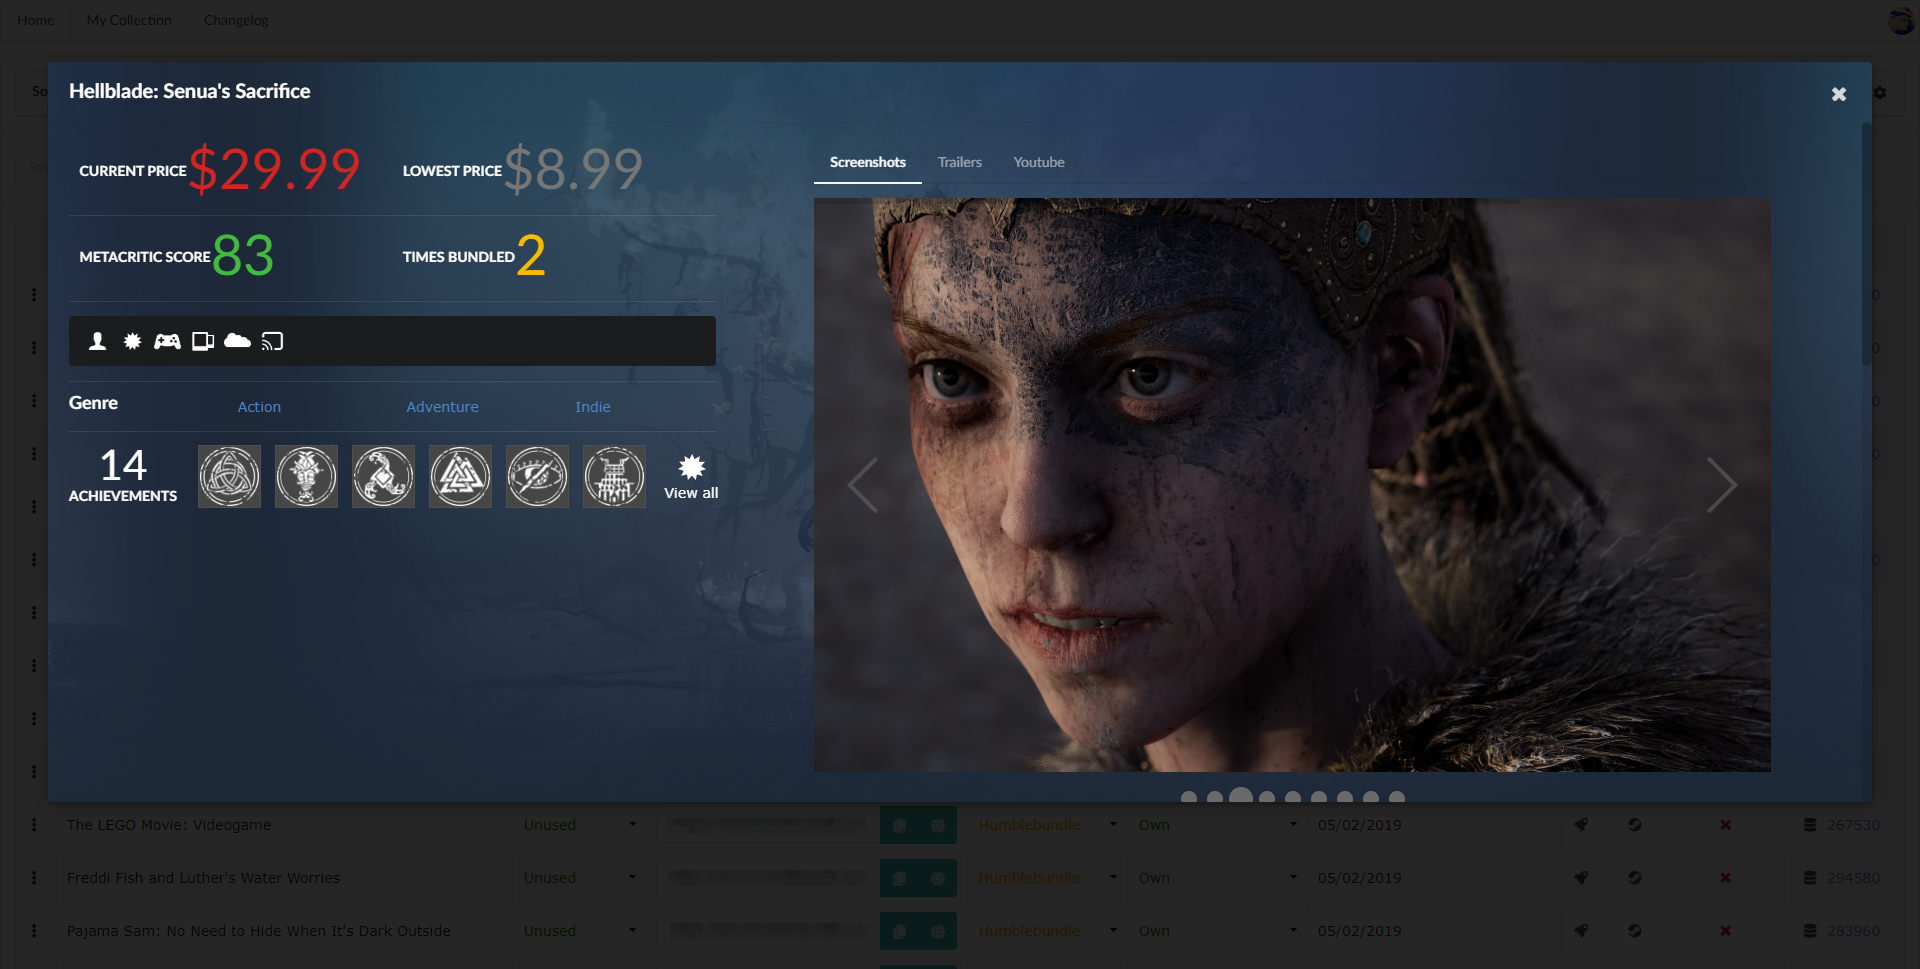 Home My Collection Changelog
Hellblade: Senua's Sacrifice
CURRENT PRICE $29.99 LOWEST PRICE $8.99
Screenshots Trailers Youtube
METACRITIC SCORE 83 TIMES BUNDLED 2
Genre Action Adventure Indie
14
ACHIEVEMENTS
View all
The LEGO Movie: Videogame Unused Humblebundle Own 05/02/2019 267530
Freddi Fish and Luther's Water Worries Unused Humblebundle Own 05/02/2019 294580
Pajama Sam: No Need to Hide When It's Dark Outside Unused Humblebundle Own 05/02/2019 283960